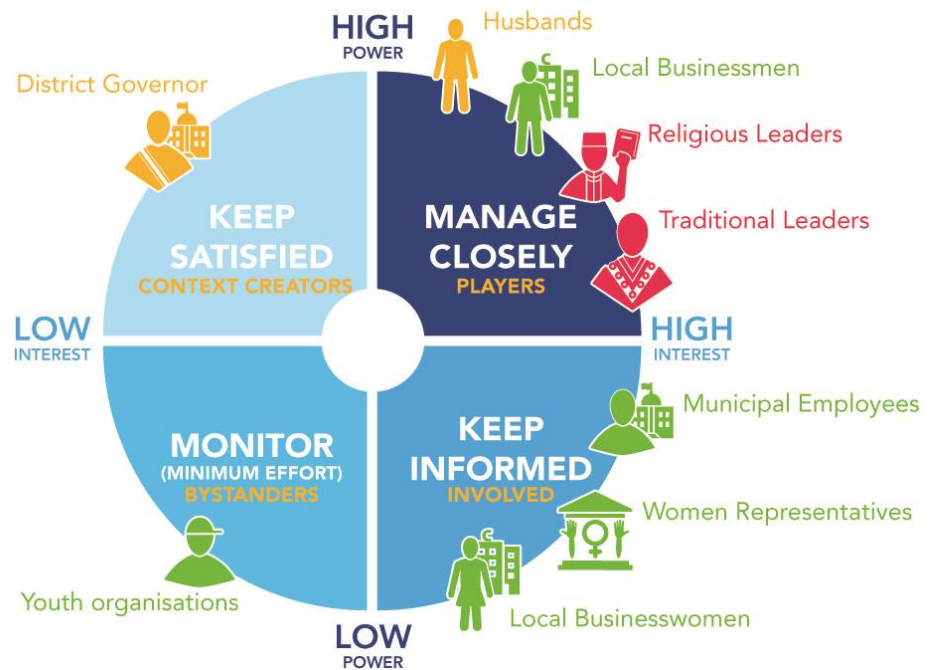 HIGH
POWER
Husbands
Local Businessmen
District Governor
Religious Leaders
Traditional Leaders
KEEP
SATISFIED
CONTEXT CREATORS
MANAGE
CLOSELY
PLAYERS
LOW
INTEREST
HIGH
INTEREST
MONITOR
(MINIMUM EFFORT)
BYSTANDERS
KEEP
INFORMED
INVOLVED
Municipal Employees
Women Representatives
Youth organisations
Local Businesswomen
LOW
POWER